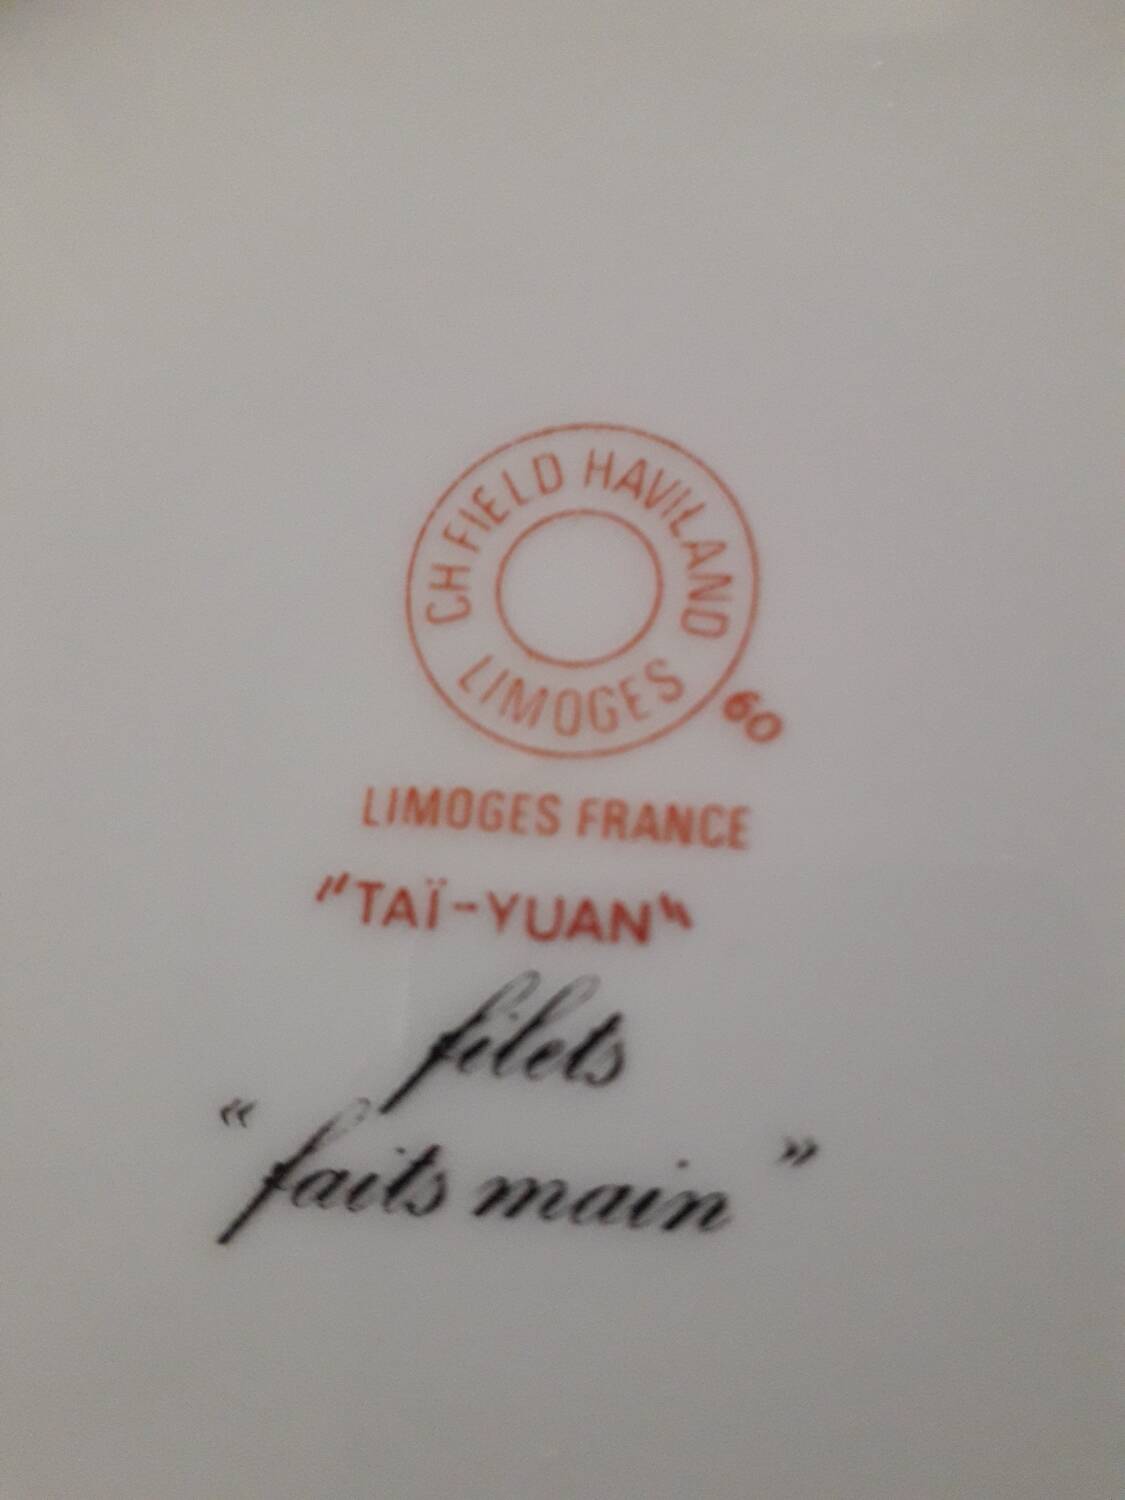 CH FIELD HAVILAND
LIMOGES
60
LIMOGES FRANCE
"TAÏ-YUAN"
filets
« faits main »